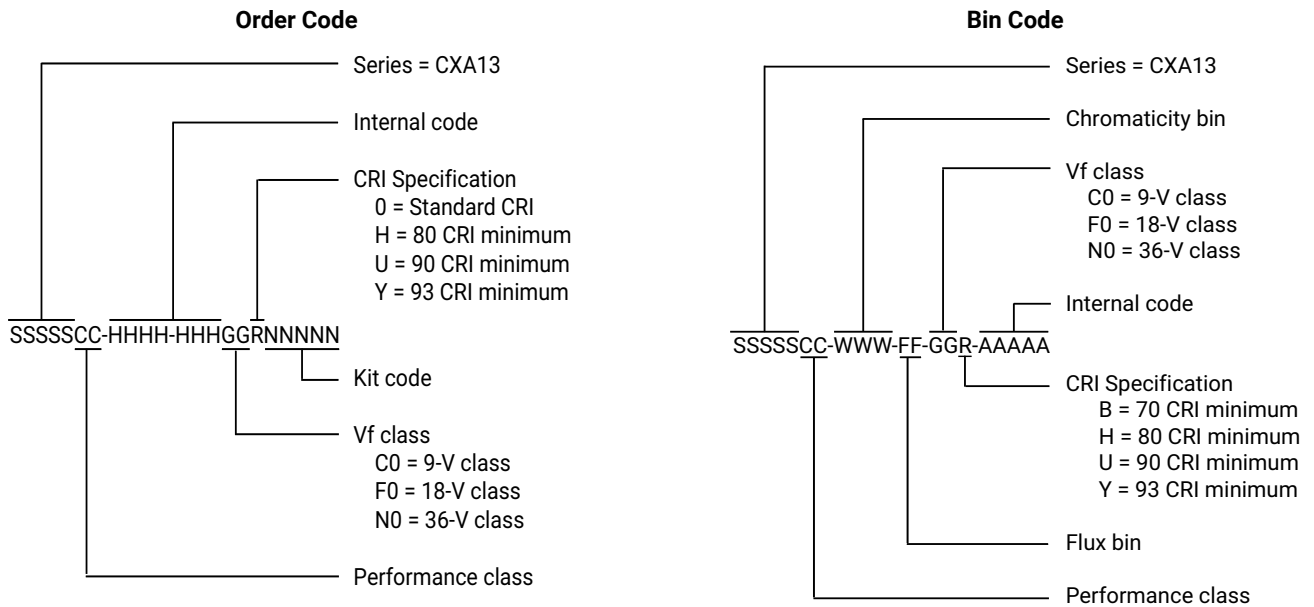 Order Code
Series = CXA13
Internal code
CRI Specification
0 = Standard CRI
H = 80 CRI minimum
U = 90 CRI minimum
Y = 93 CRI minimum
SSSSSCC-HHHH-HHHGGRNNNNN
Kit code
Vf class
C0 = 9-V class
F0 = 18-V class
N0 = 36-V class
Performance class
Bin Code
Series = CXA13
Chromaticity bin
Vf class
C0 = 9-V class
F0 = 18-V class
N0 = 36-V class
Internal code
SSSSSCC-WWW-FF-GGR-AAAAA
CRI Specification
B = 70 CRI minimum
H = 80 CRI minimum
U = 90 CRI minimum
Y = 93 CRI minimum
Flux bin
Performance class